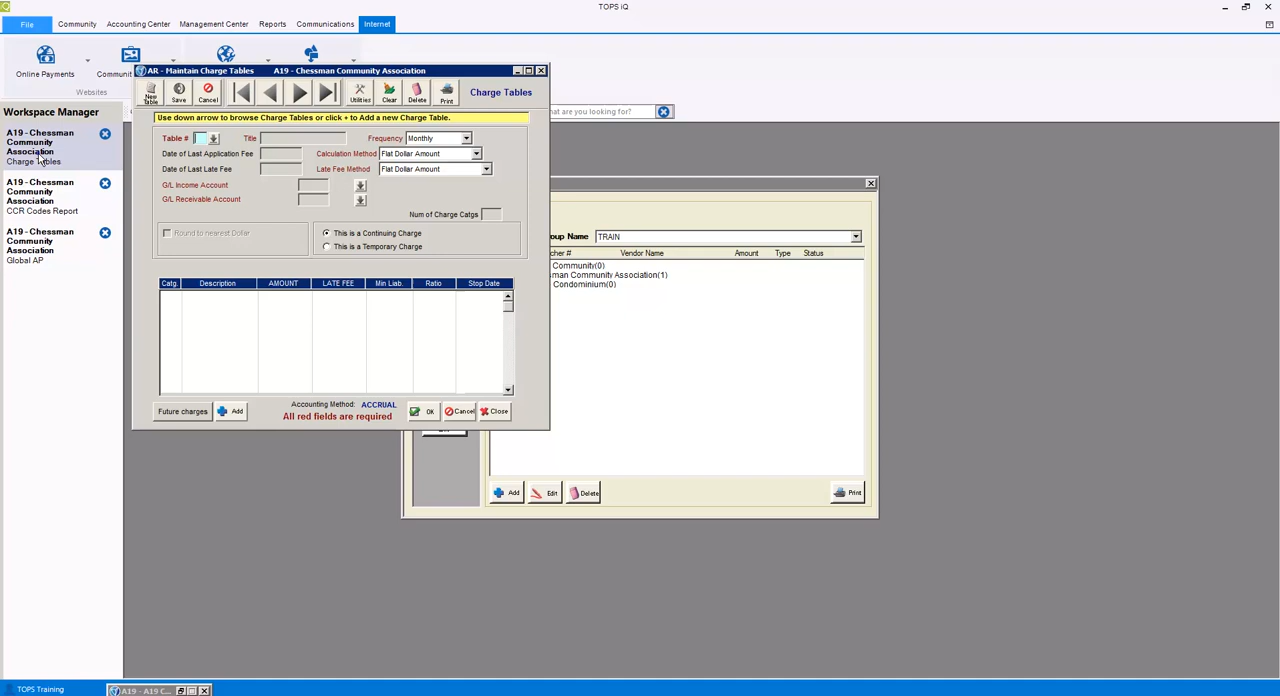 TOPS iQ
File Community Accounting Center Management Center Reports Communications Internet
Online Payments
Communit
Websites
AR - Maintain Charge Tables A19 - Chessman Community Association
New Table Save Cancel Utilities Clear Delete Print Charge Tables
Use down arrow to browse Charge Tables or click + to Add a new Charge Table.
Table # Title Frequency Monthly
Date of Last Application Fee Calculation Method Flat Dollar Amount
Date of Last Late Fee Late Fee Method Flat Dollar Amount
G/L Income Account
G/L Receivable Account
Num of Charge Catgs
Round to nearest Dollar
This is a Continuing Charge
This is a Temporary Charge
Catg. Description AMOUNT LATE FEE Min Liab. Ratio Stop Date
Future charges Add
Accounting Method: ACCRUAL
All red fields are required
OK Cancel Close
Workspace Manager
A19 - Chessman
Community
Association
Charge Tables
A19 - Chessman
Community
Association
CCR Codes Report
A19 - Chessman
Community
Association
Global AP
hat are you looking for?
oup Name TRAIN
cher # Vendor Name Amount Type Status
Community(0)
man Community Association(1)
Condominium(0)
Add Edit Delete Print
TOPS Training
A19 - A19 C...